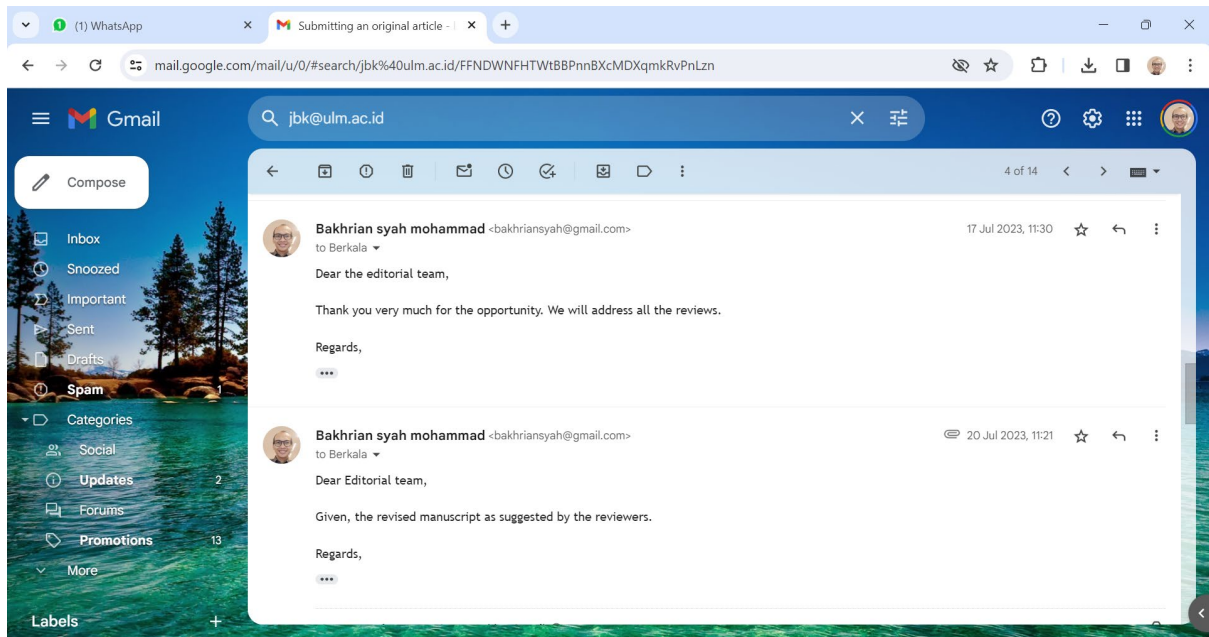 (1) WhatsApp
Submitting an original article -
mail.google.com/mail/u/0/#search/jbk%40ulm.ac.id/FFNDWNFHTWtBBPnnBXcMDXqmkRvPnLzn
Gmail
jbk@ulm.ac.id
Compose
4 of 14
Inbox
Snoozed
Important
Sent
Drafts
Spam 1
Categories
Social
Updates 2
Forums
Promotions 13
More
Labels +
Bakhrian syah mohammad <bakhriansyah@gmail.com> 17 Jul 2023, 11:30
to Berkala
Dear the editorial team,
Thank you very much for the opportunity. We will address all the reviews.
Regards,
Bakhrian syah mohammad <bakhriansyah@gmail.com> 20 Jul 2023, 11:21
to Berkala
Dear Editorial team,
Given, the revised manuscript as suggested by the reviewers.
Regards,